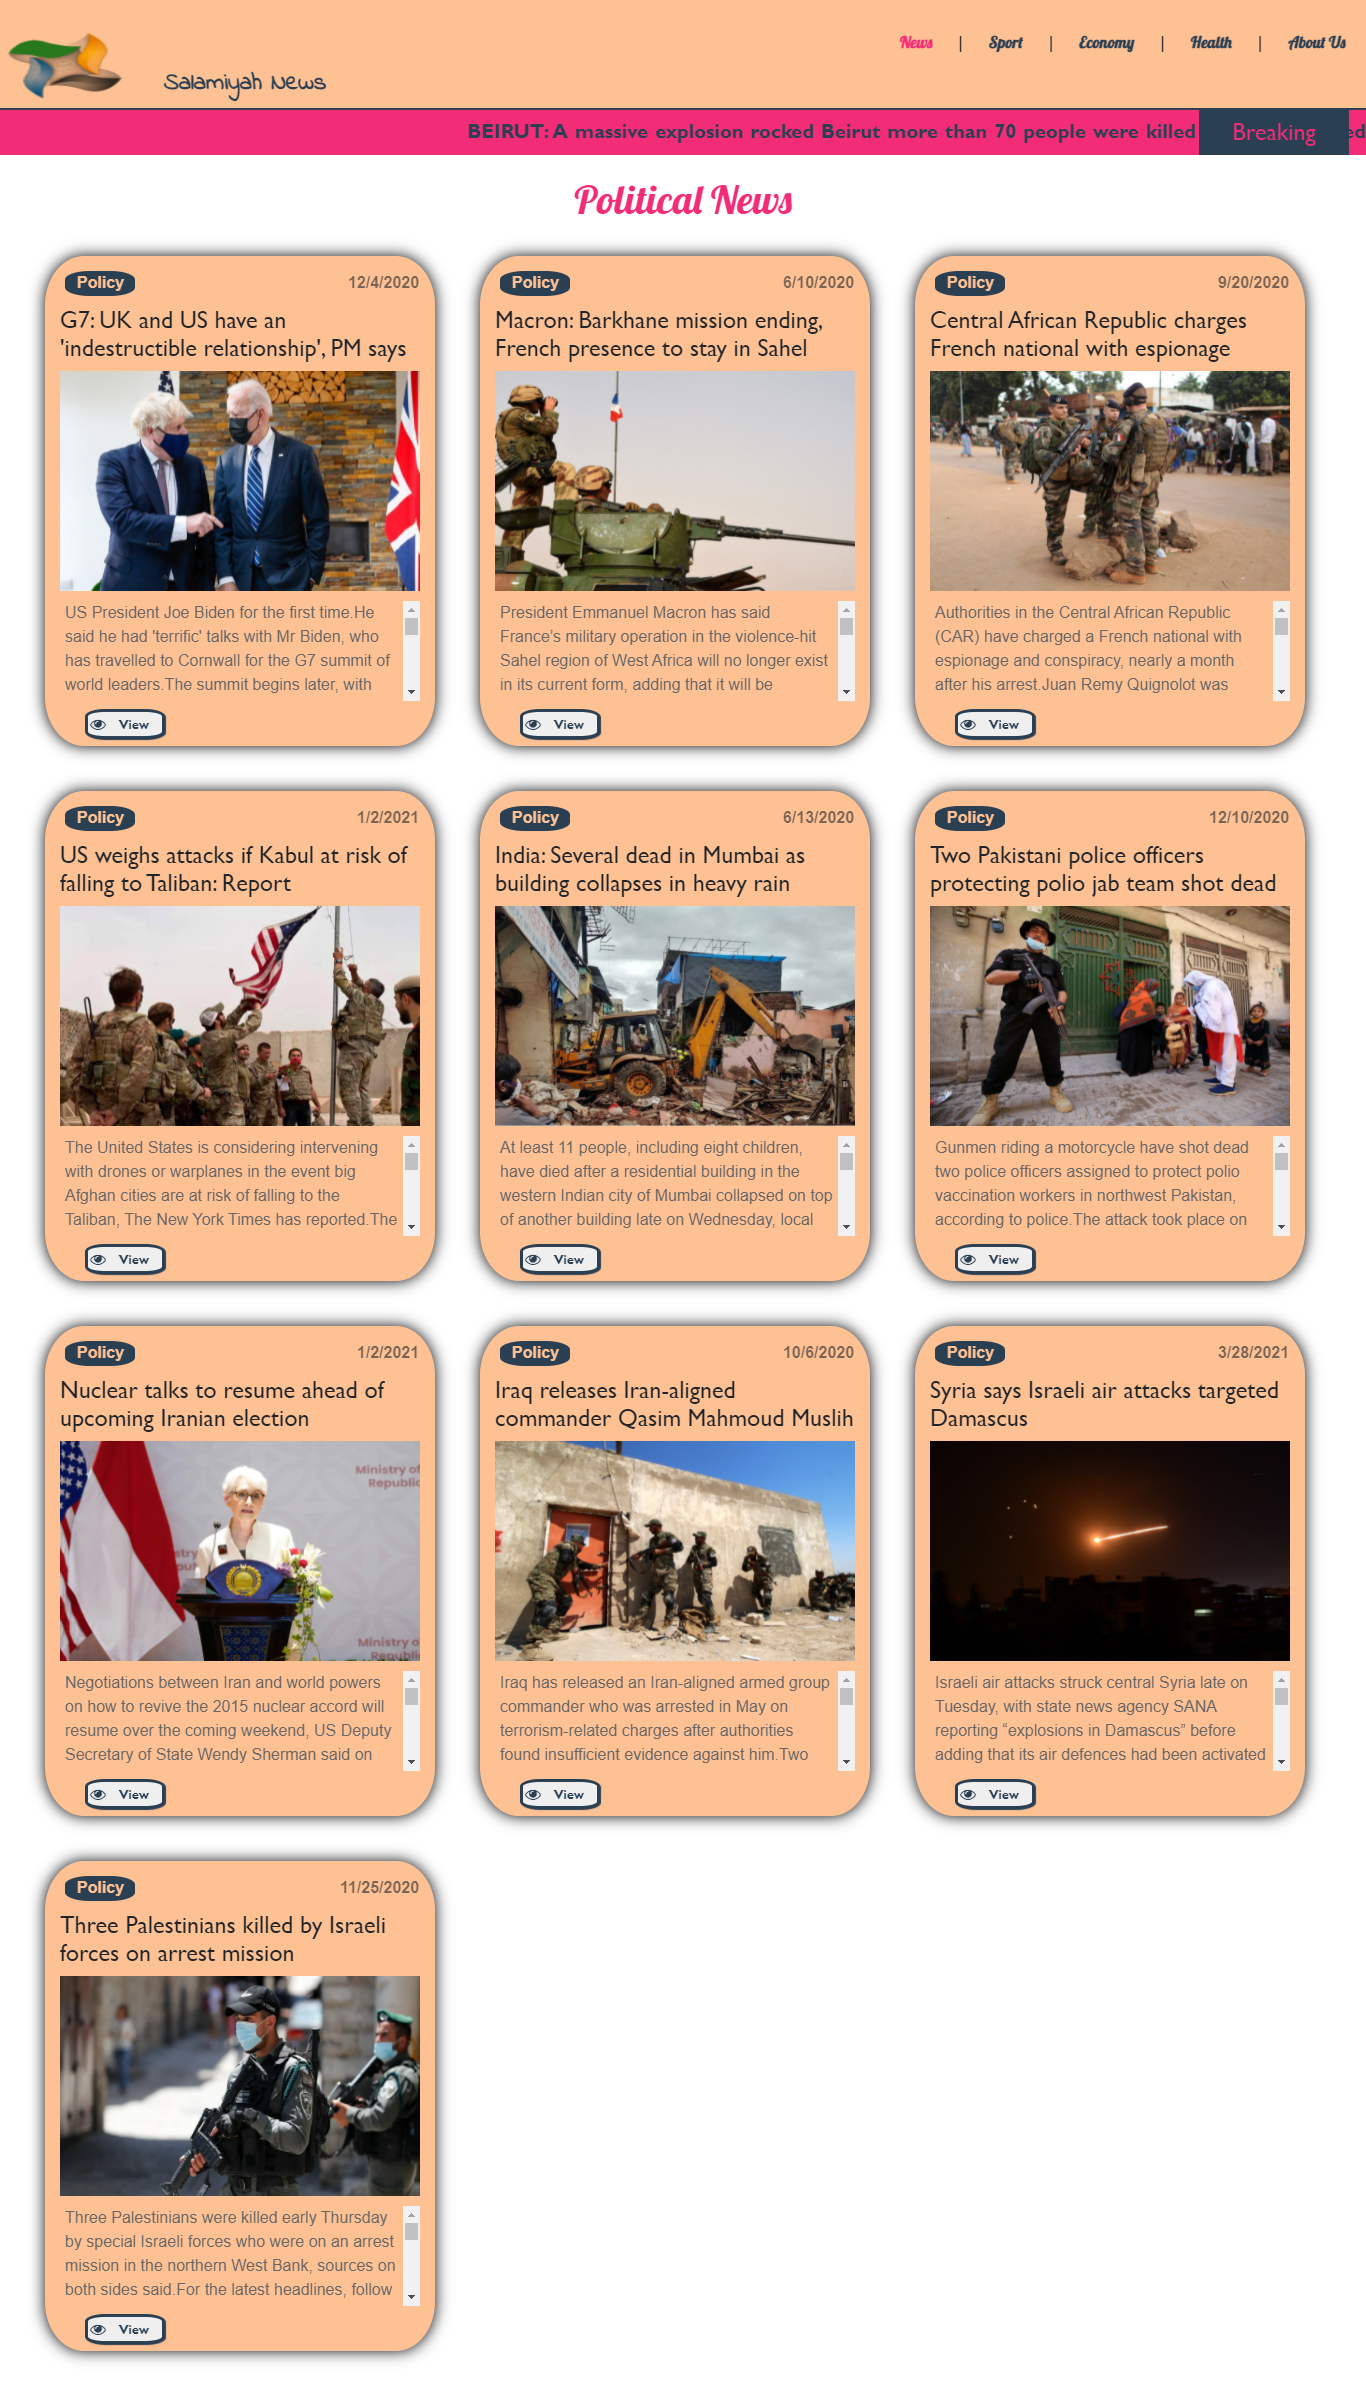 News | Sport | Economy | Health | About Us
Salamiyah News
BEIRUT: A massive explosion rocked Beirut more than 70 people were killed
Breaking
ed
Political News
Policy 12/4/2020
G7: UK and US have an
'indestructible relationship', PM says
US President Joe Biden for the first time.He
said he had 'terrific' talks with Mr Biden, who
has travelled to Cornwall for the G7 summit of
world leaders.The summit begins later, with
View
Policy 6/10/2020
Macron: Barkhane mission ending,
French presence to stay in Sahel
President Emmanuel Macron has said
France's military operation in the violence-hit
Sahel region of West Africa will no longer exist
in its current form, adding that it will be
View
Policy 9/20/2020
Central African Republic charges
French national with espionage
Authorities in the Central African Republic
(CAR) have charged a French national with
espionage and conspiracy, nearly a month
after his arrest.Juan Remy Quignolot was
View
Policy 1/2/2021
US weighs attacks if Kabul at risk of
falling to Taliban: Report
The United States is considering intervening
with drones or warplanes in the event big
Afghan cities are at risk of falling to the
Taliban, The New York Times has reported.The
View
Policy 6/13/2020
India: Several dead in Mumbai as
building collapses in heavy rain
At least 11 people, including eight children,
have died after a residential building in the
western Indian city of Mumbai collapsed on top
of another building late on Wednesday, local
View
Policy 12/10/2020
Two Pakistani police officers
protecting polio jab team shot dead
Gunmen riding a motorcycle have shot dead
two police officers assigned to protect polio
vaccination workers in northwest Pakistan,
according to police.The attack took place on
View
Policy 1/2/2021
Nuclear talks to resume ahead of
upcoming Iranian election
Ministry of
Republic
stry
publ
Ministry of
Republic
Negotiations between Iran and world powers
on how to revive the 2015 nuclear accord will
resume over the coming weekend, US Deputy
Secretary of State Wendy Sherman said on
View
Policy 10/6/2020
Iraq releases Iran-aligned
commander Qasim Mahmoud Muslih
Iraq has released an Iran-aligned armed group
commander who was arrested in May on
terrorism-related charges after authorities
found insufficient evidence against him.Two
View
Policy 3/28/2021
Syria says Israeli air attacks targeted
Damascus
Israeli air attacks struck central Syria late on
Tuesday, with state news agency SANA
reporting “explosions in Damascus” before
adding that its air defences had been activated
View
Policy 11/25/2020
Three Palestinians killed by Israeli
forces on arrest mission
Three Palestinians were killed early Thursday
by special Israeli forces who were on an arrest
mission in the northern West Bank, sources on
both sides said.For the latest headlines, follow
View